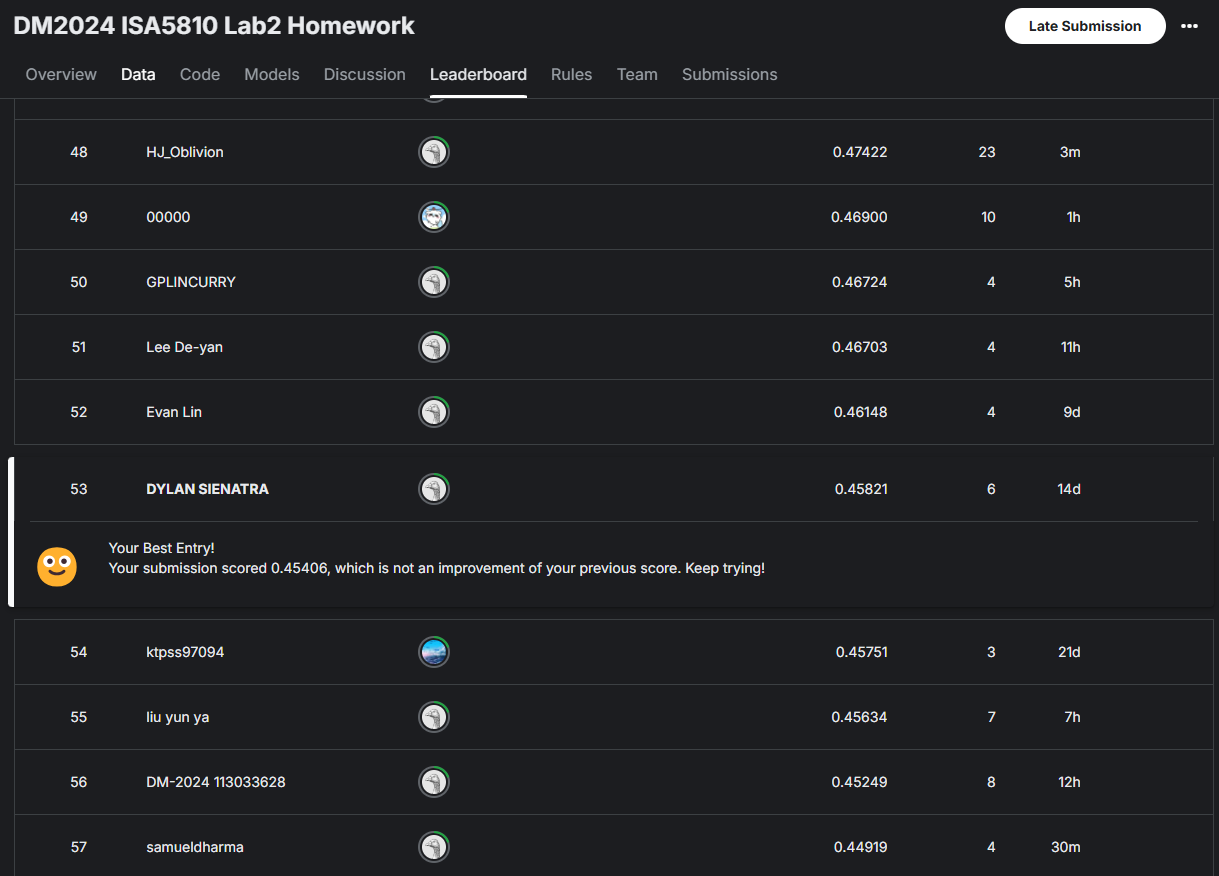 DM2024 ISA5810 Lab2 Homework
Late Submission
Overview Data Code Models Discussion Leaderboard Rules Team Submissions
48 HJ_Oblivion 0.47422 23 3m
49 00000 0.46900 10 1h
50 GPLINCURRY 0.46724 4 5h
51 Lee De-yan 0.46703 4 11h
52 Evan Lin 0.46148 4 9d
53 DYLAN SIENATRA 0.45821 6 14d
Your Best Entry!
Your submission scored 0.45406, which is not an improvement of your previous score. Keep trying!
54 ktpss97094 0.45751 3 21d
55 liu yun ya 0.45634 7 7h
56 DM-2024 113033628 0.45249 8 12h
57 samueldharma 0.44919 4 30m